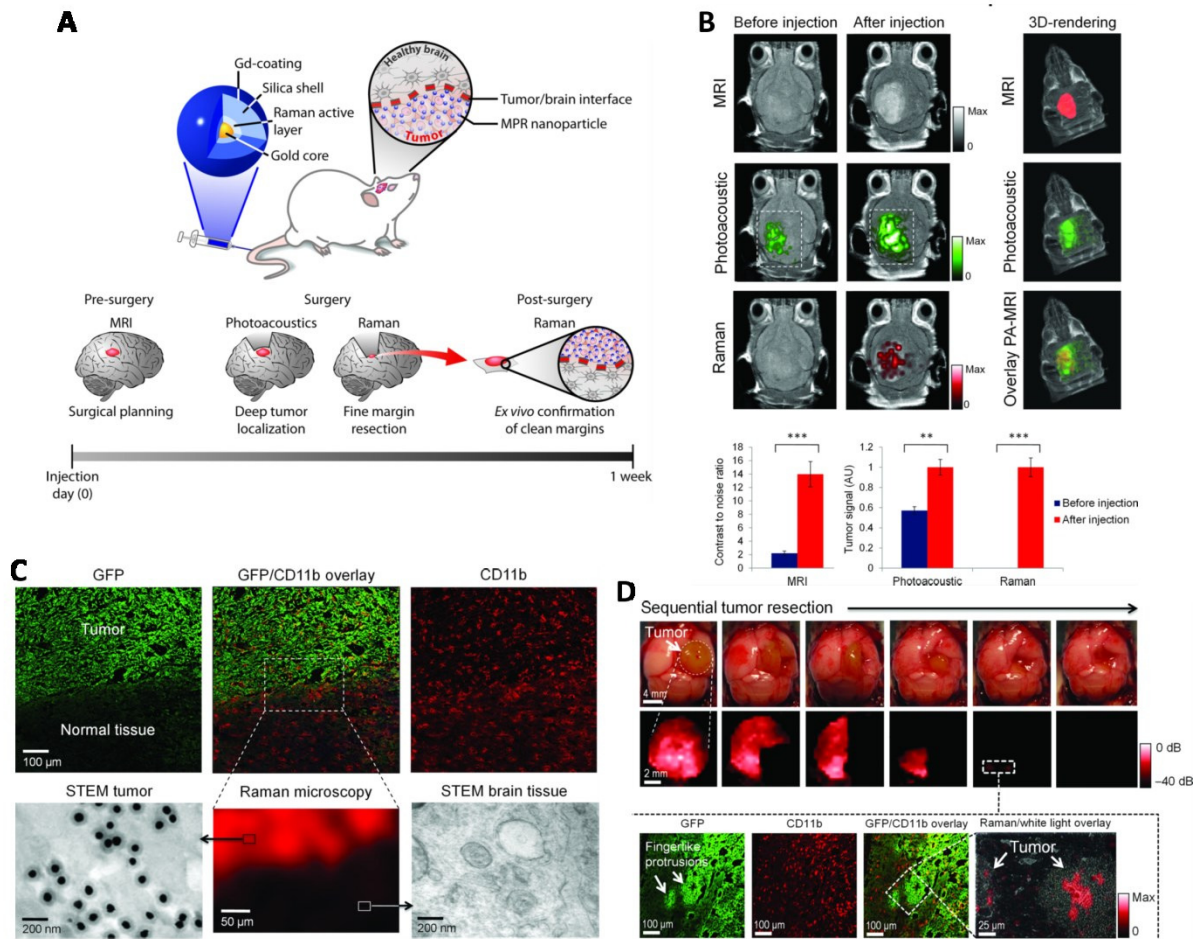 A
Gd-coating
Silica shell
Raman active
layer
Gold core
Healthy brain
Tumor
Tumor/brain interface
MPR nanoparticle
Pre-surgery
Surgery
Post-surgery
MRI
Photoacoustics
Raman
Raman
Surgical planning
Deep tumor
localization
Fine margin
resection
Ex vivo confirmation
of clean margins
Injection
day (0)
1 week
B
Before injection
After injection
3D-rendering
MRI
Max
0
MRI
Photoacoustic
Max
0
Photoacoustic
Raman
Max
0
Overlay PA-MRI
Contrast to noise ratio
18
16
14
12
10
8
6
4
2
0
***
MRI
Tumor signal (AU)
1.2
1
0.8
0.6
0.4
0.2
0
**
***
Photoacoustic
Raman
Before injection
After injection
C
GFP
GFP/CD11b overlay
CD11b
Tumor
Normal tissue
100 µm
STEM tumor
Raman microscopy
STEM brain tissue
200 nm
50 µm
200 nm
D
Sequential tumor resection
Tumor
4 mm
2 mm
0 dB
−40 dB
GFP
CD11b
GFP/CD11b overlay
Raman/white light overlay
Fingerlike
protrusions
Tumor
100 µm
100 µm
100 µm
25 µm
Max
0